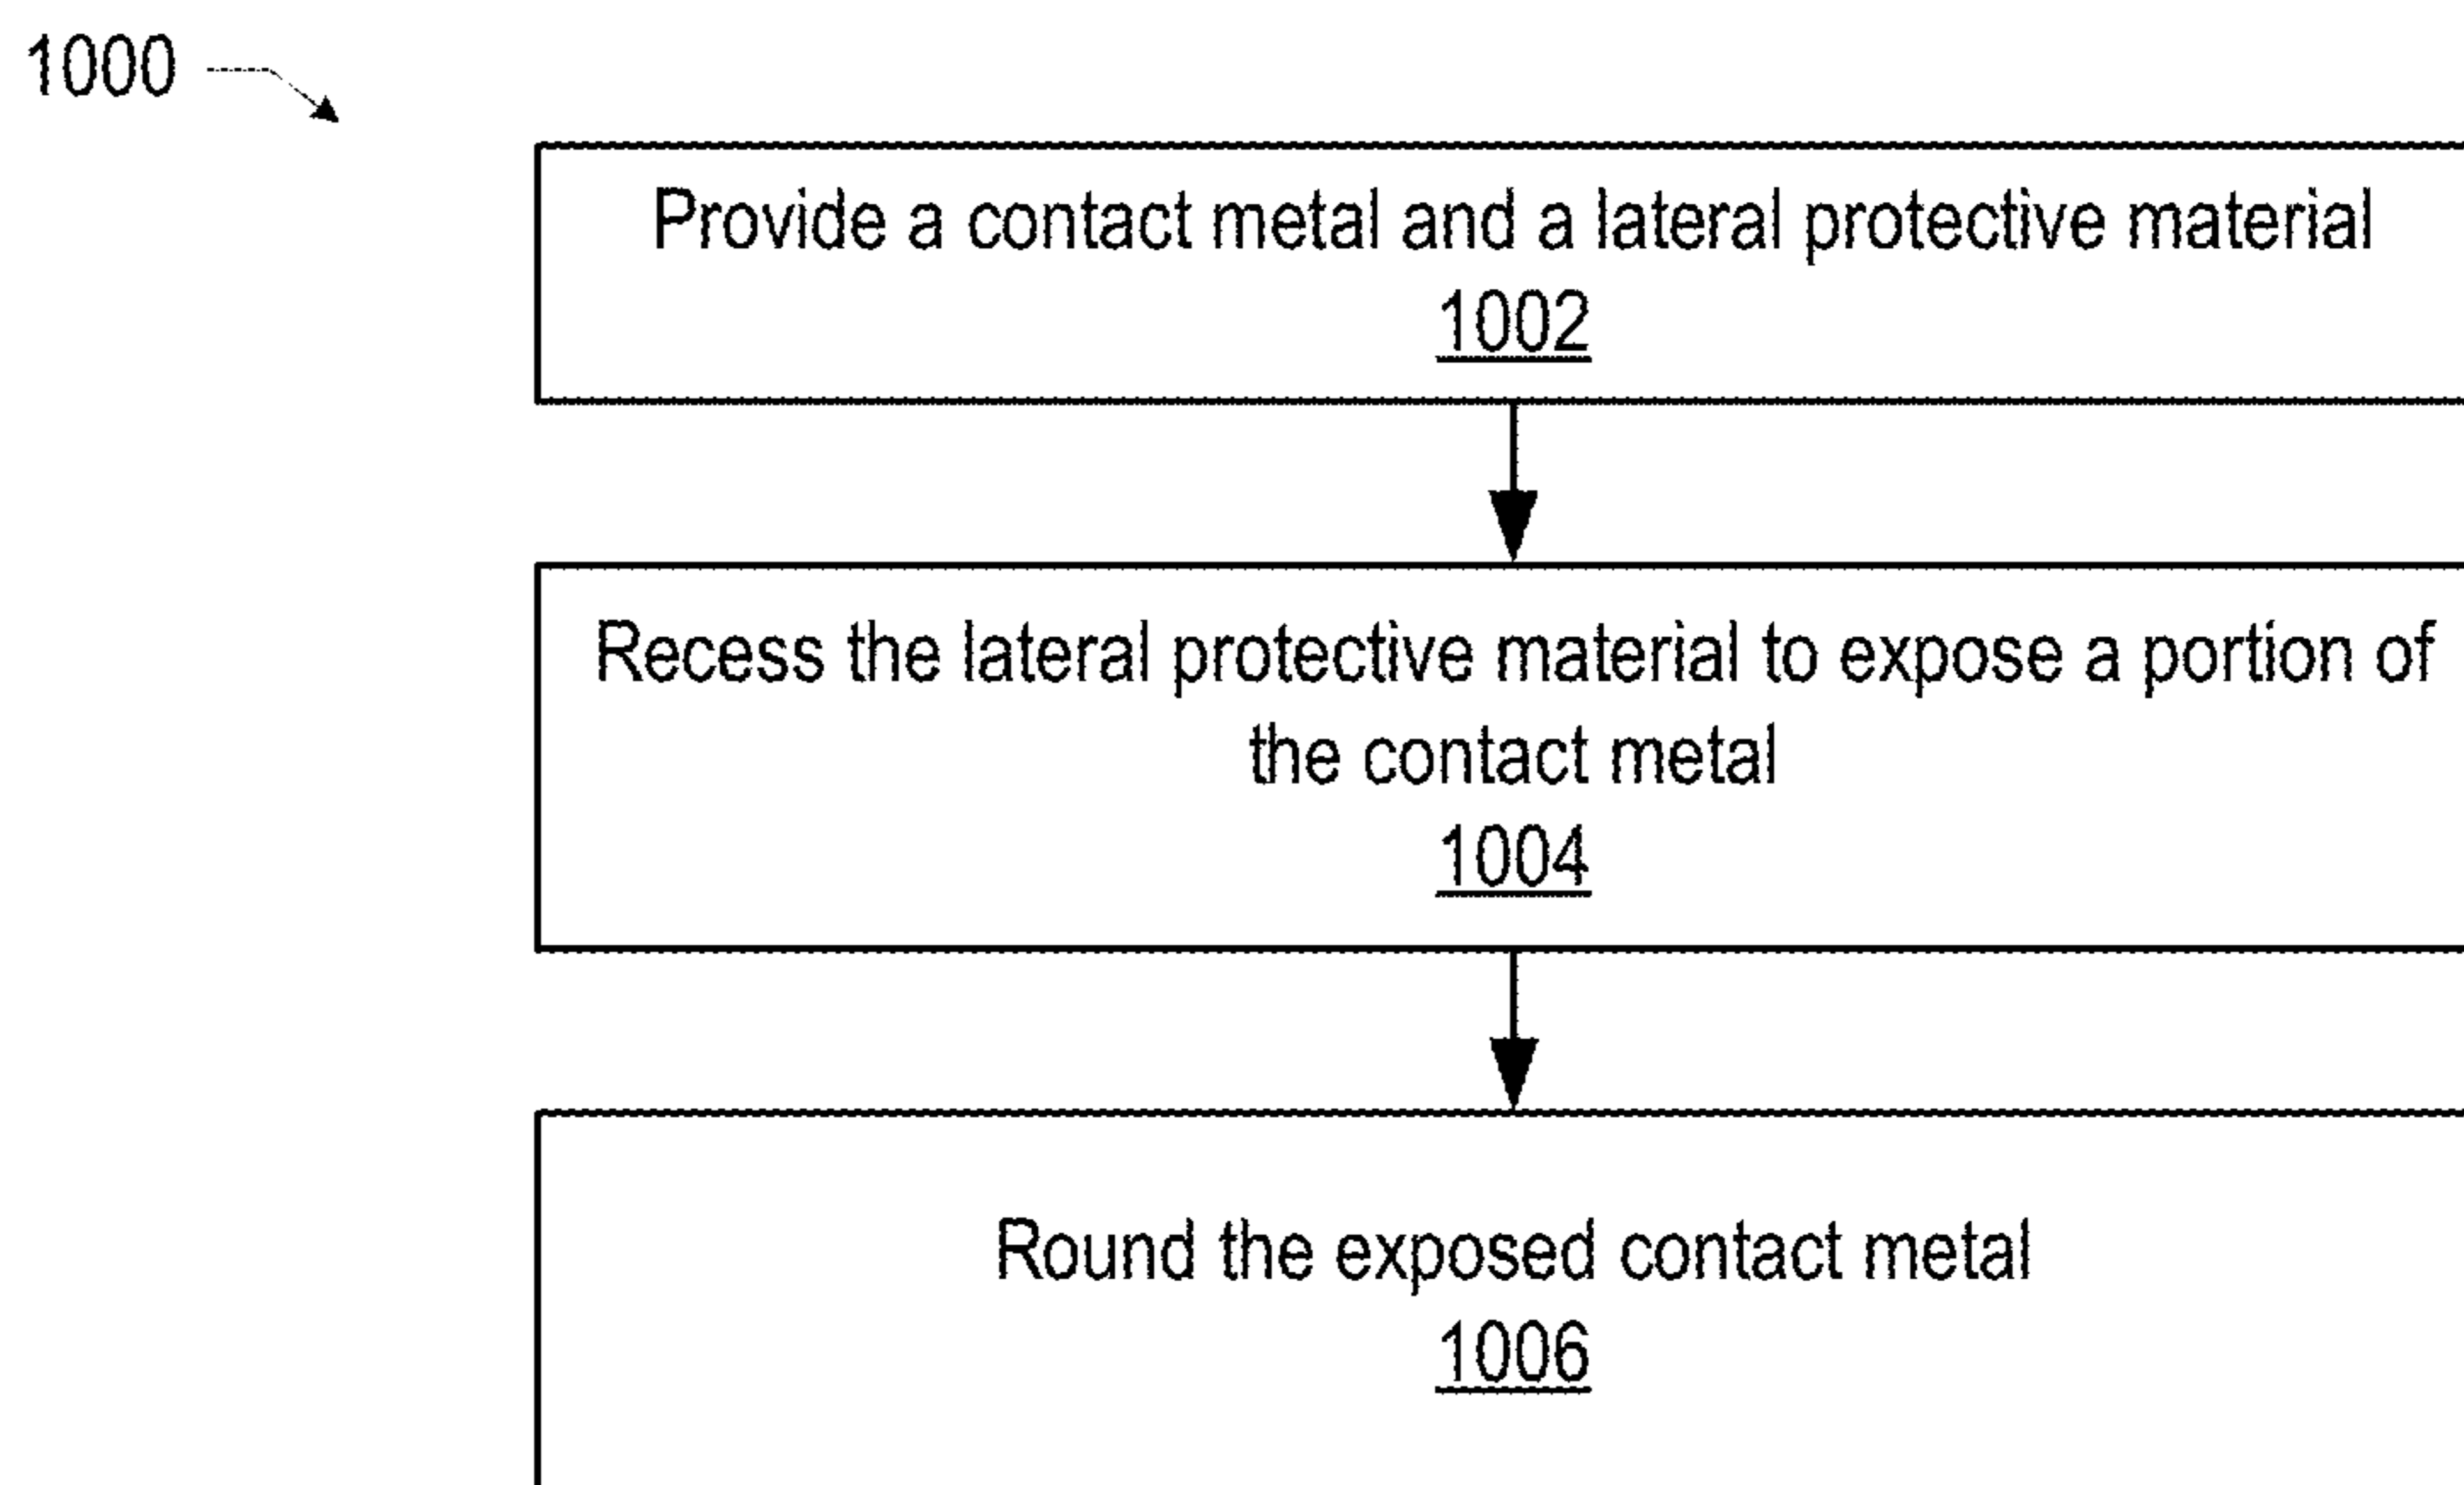 1000
Provide a contact metal and a lateral protective material
1002
Recess the lateral protective material to expose a portion of
the contact metal
1004
Round the exposed contact metal
1006